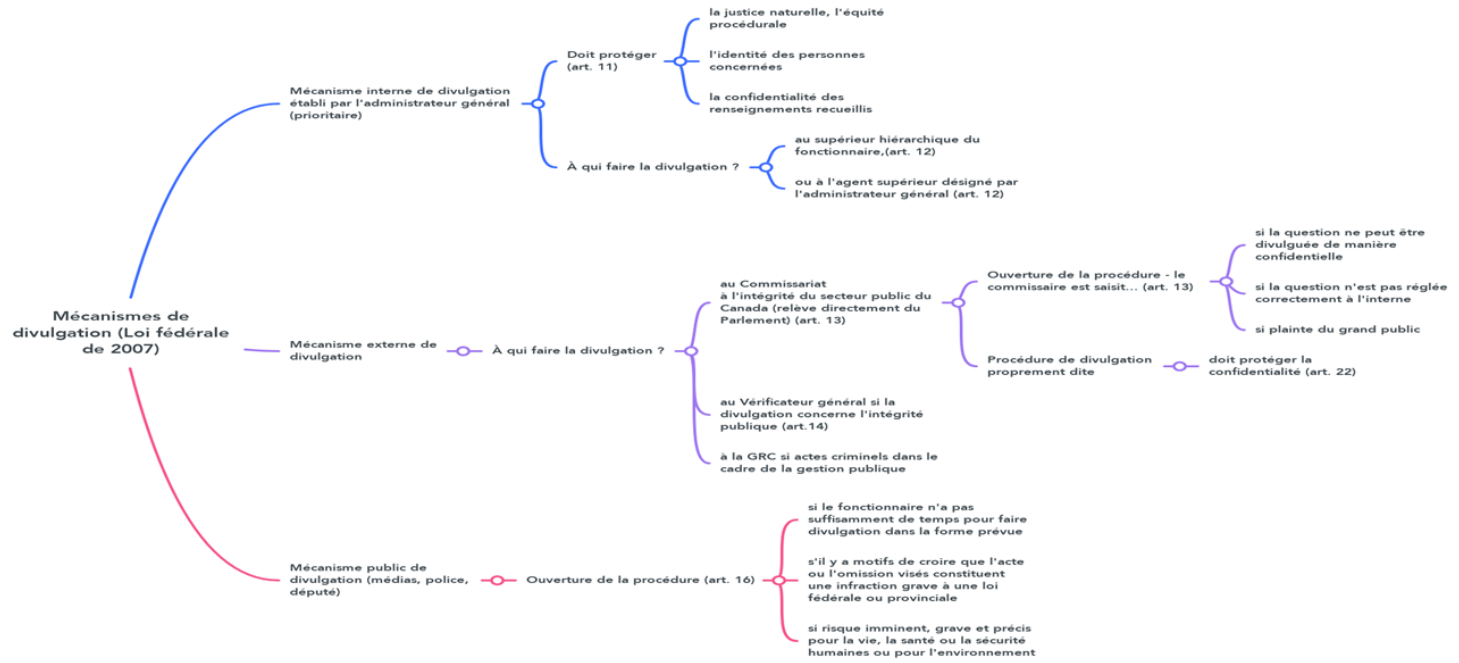 Mécanismes de
divulgation (Loi fédérale
de 2007)
Mécanisme interne de divulgation
établi par l'administrateur général
(prioritaire)
Doit protéger
(art. 11)
la justice naturelle, l'équité
procédurale
l'identité des personnes
concernées
la confidentialité des
renseignements recueillis
À qui faire la divulgation ?
au supérieur hiérarchique du
fonctionnaire,(art. 12)
ou à l'agent supérieur désigné par
l'administrateur général (art. 12)
Mécanisme externe de
divulgation
À qui faire la divulgation ?
au Commissariat
à l'intégrité du secteur public du
Canada (relève directement du
Parlement) (art. 13)
Ouverture de la procédure - le
commissaire est saisit... (art. 13)
si la question ne peut être
divulguée de manière
confidentielle
si la question n'est pas réglée
correctement à l'interne
si plainte du grand public
Procédure de divulgation
proprement dite
doit protéger la
confidentialité (art. 22)
au Vérificateur général si la
divulgation concerne l'intégrité
publique (art.14)
à la GRC si actes criminels dans le
cadre de la gestion publique
Mécanisme public de
divulgation (médias, police,
député)
Ouverture de la procédure (art. 16)
si le fonctionnaire n'a pas
suffisamment de temps pour faire
divulgation dans la forme prévue
s'il y a motifs de croire que l'acte
ou l'omission visés constituent
une infraction grave à une loi
fédérale ou provinciale
si risque imminent, grave et précis
pour la vie, la santé ou la sécurité
humaines ou pour l'environnement